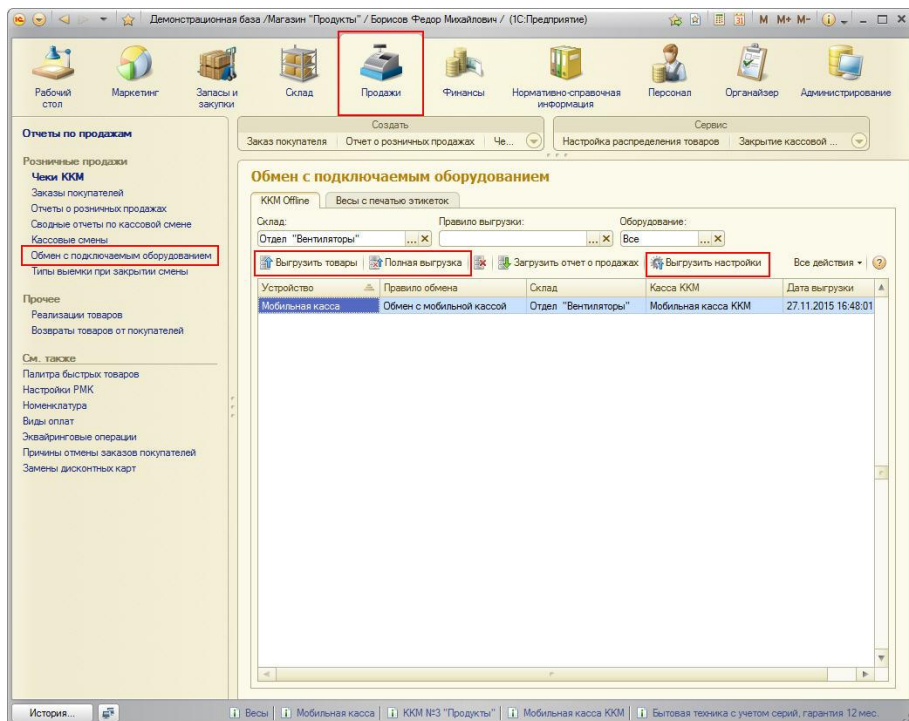 Демонстрационная база /Магазин "Продукты" / Борисов Федор Михайлович / (1С:Предприятие)
M M+ M-
Рабочий стол
Маркетинг
Запасы и закупки
Склад
Продажи
Финансы
Нормативно-справочная информация
Персонал
Органайзер
Администрирование
Отчеты по продажам
Розничные продажи
Чеки ККМ
Заказы покупателей
Отчеты о розничных продажах
Сводные отчеты по кассовой смене
Кассовые смены
Обмен с подключаемым оборудованием
Типы выемки при закрытии смены
Прочее
Реализации товаров
Возвраты товаров от покупателей
См. также
Палитра быстрых товаров
Настройки РМК
Номенклатура
Виды оплат
Эквайринговые операции
Причины отмены заказов покупателей
Замены дисконтных карт
Создать
Заказ покупателя Отчет о розничных продажах Че...
Сервис
Настройка распределения товаров Закрытие кассовой ...
Обмен с подключаемым оборудованием
ККМ Offline Весы с печатью этикеток
Склад: Правило выгрузки: Оборудование:
Отдел "Вентиляторы" ... X ... X Все ... X
Выгрузить товары Полная выгрузка Загрузить отчет о продажах Выгрузить настройки Все действия
Устройство Правило обмена Склад Касса ККМ Дата выгрузки
Мобильная касса Обмен с мобильной кассой Отдел "Вентиляторы" Мобильная касса ККМ 27.11.2015 16:48:01
История... Весы Мобильная касса ККМ №3 "Продукты" Мобильная касса ККМ Бытовая техника с учетом серий, гарантия 12 мес.